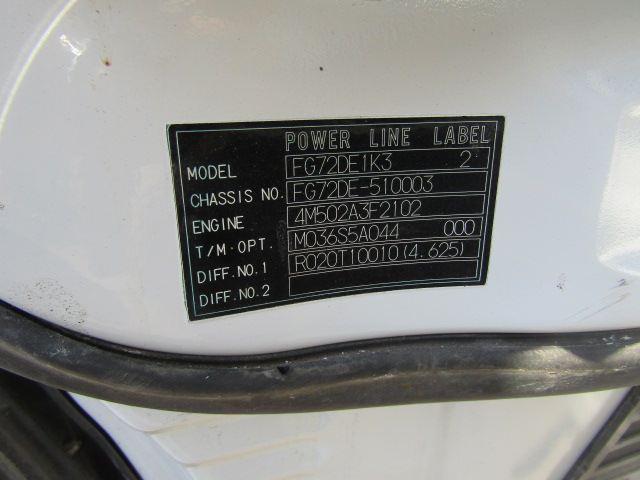 POWER LINE LABEL
MODEL FG72DE1K3 2
CHASSIS NO. FG72DE-510003
ENGINE 4M502A3F2102
T/M·OPT. M036S5A044 000
DIFF.NO.1 R020T10010(4.625)
DIFF.NO.2